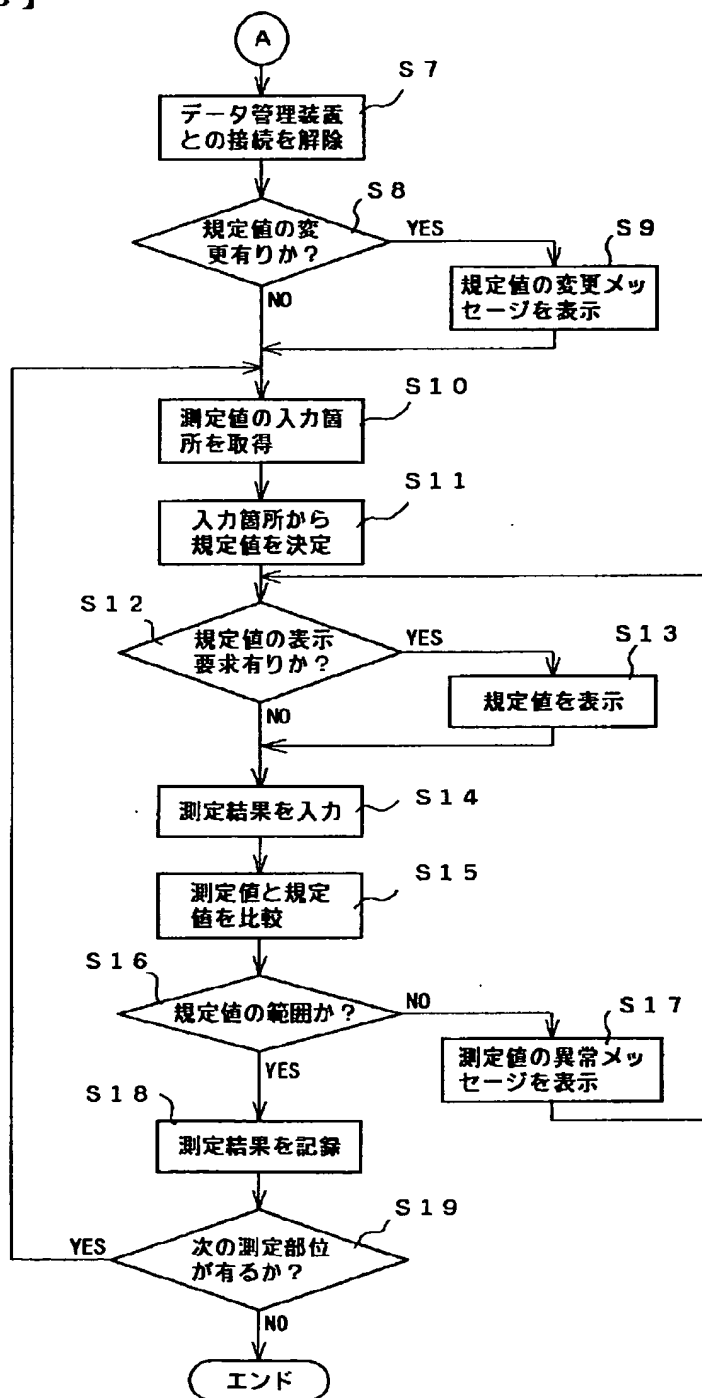 A
S7
データ管理装置
との接続を解除
S8
規定値の変
更有りか？
YES
S9
規定値の変更メッ
セージを表示
NO
S10
測定値の入力箇
所を取得
S11
入力箇所から
規定値を決定
S12
規定値の表示
要求有りか？
YES
S13
規定値を表示
NO
S14
測定結果を入力
S15
測定値と規定
値を比較
S16
規定値の範囲か？
NO
S17
測定値の異常メッ
セージを表示
YES
S18
測定結果を記録
S19
次の測定部位
が有るか？
YES
NO
エンド